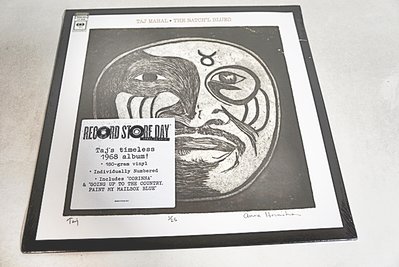 TAJ MAHAL • THE NATCH'L BLUES
RECORD STORE DAY
Taj's timeless
1968 album!
• 180-gram vinyl
• Individually Numbered
• Includes "CORINNA"
& "GOING UP TO THE COUNTRY,
PAINT MY MAILBOX BLUE"
Taj